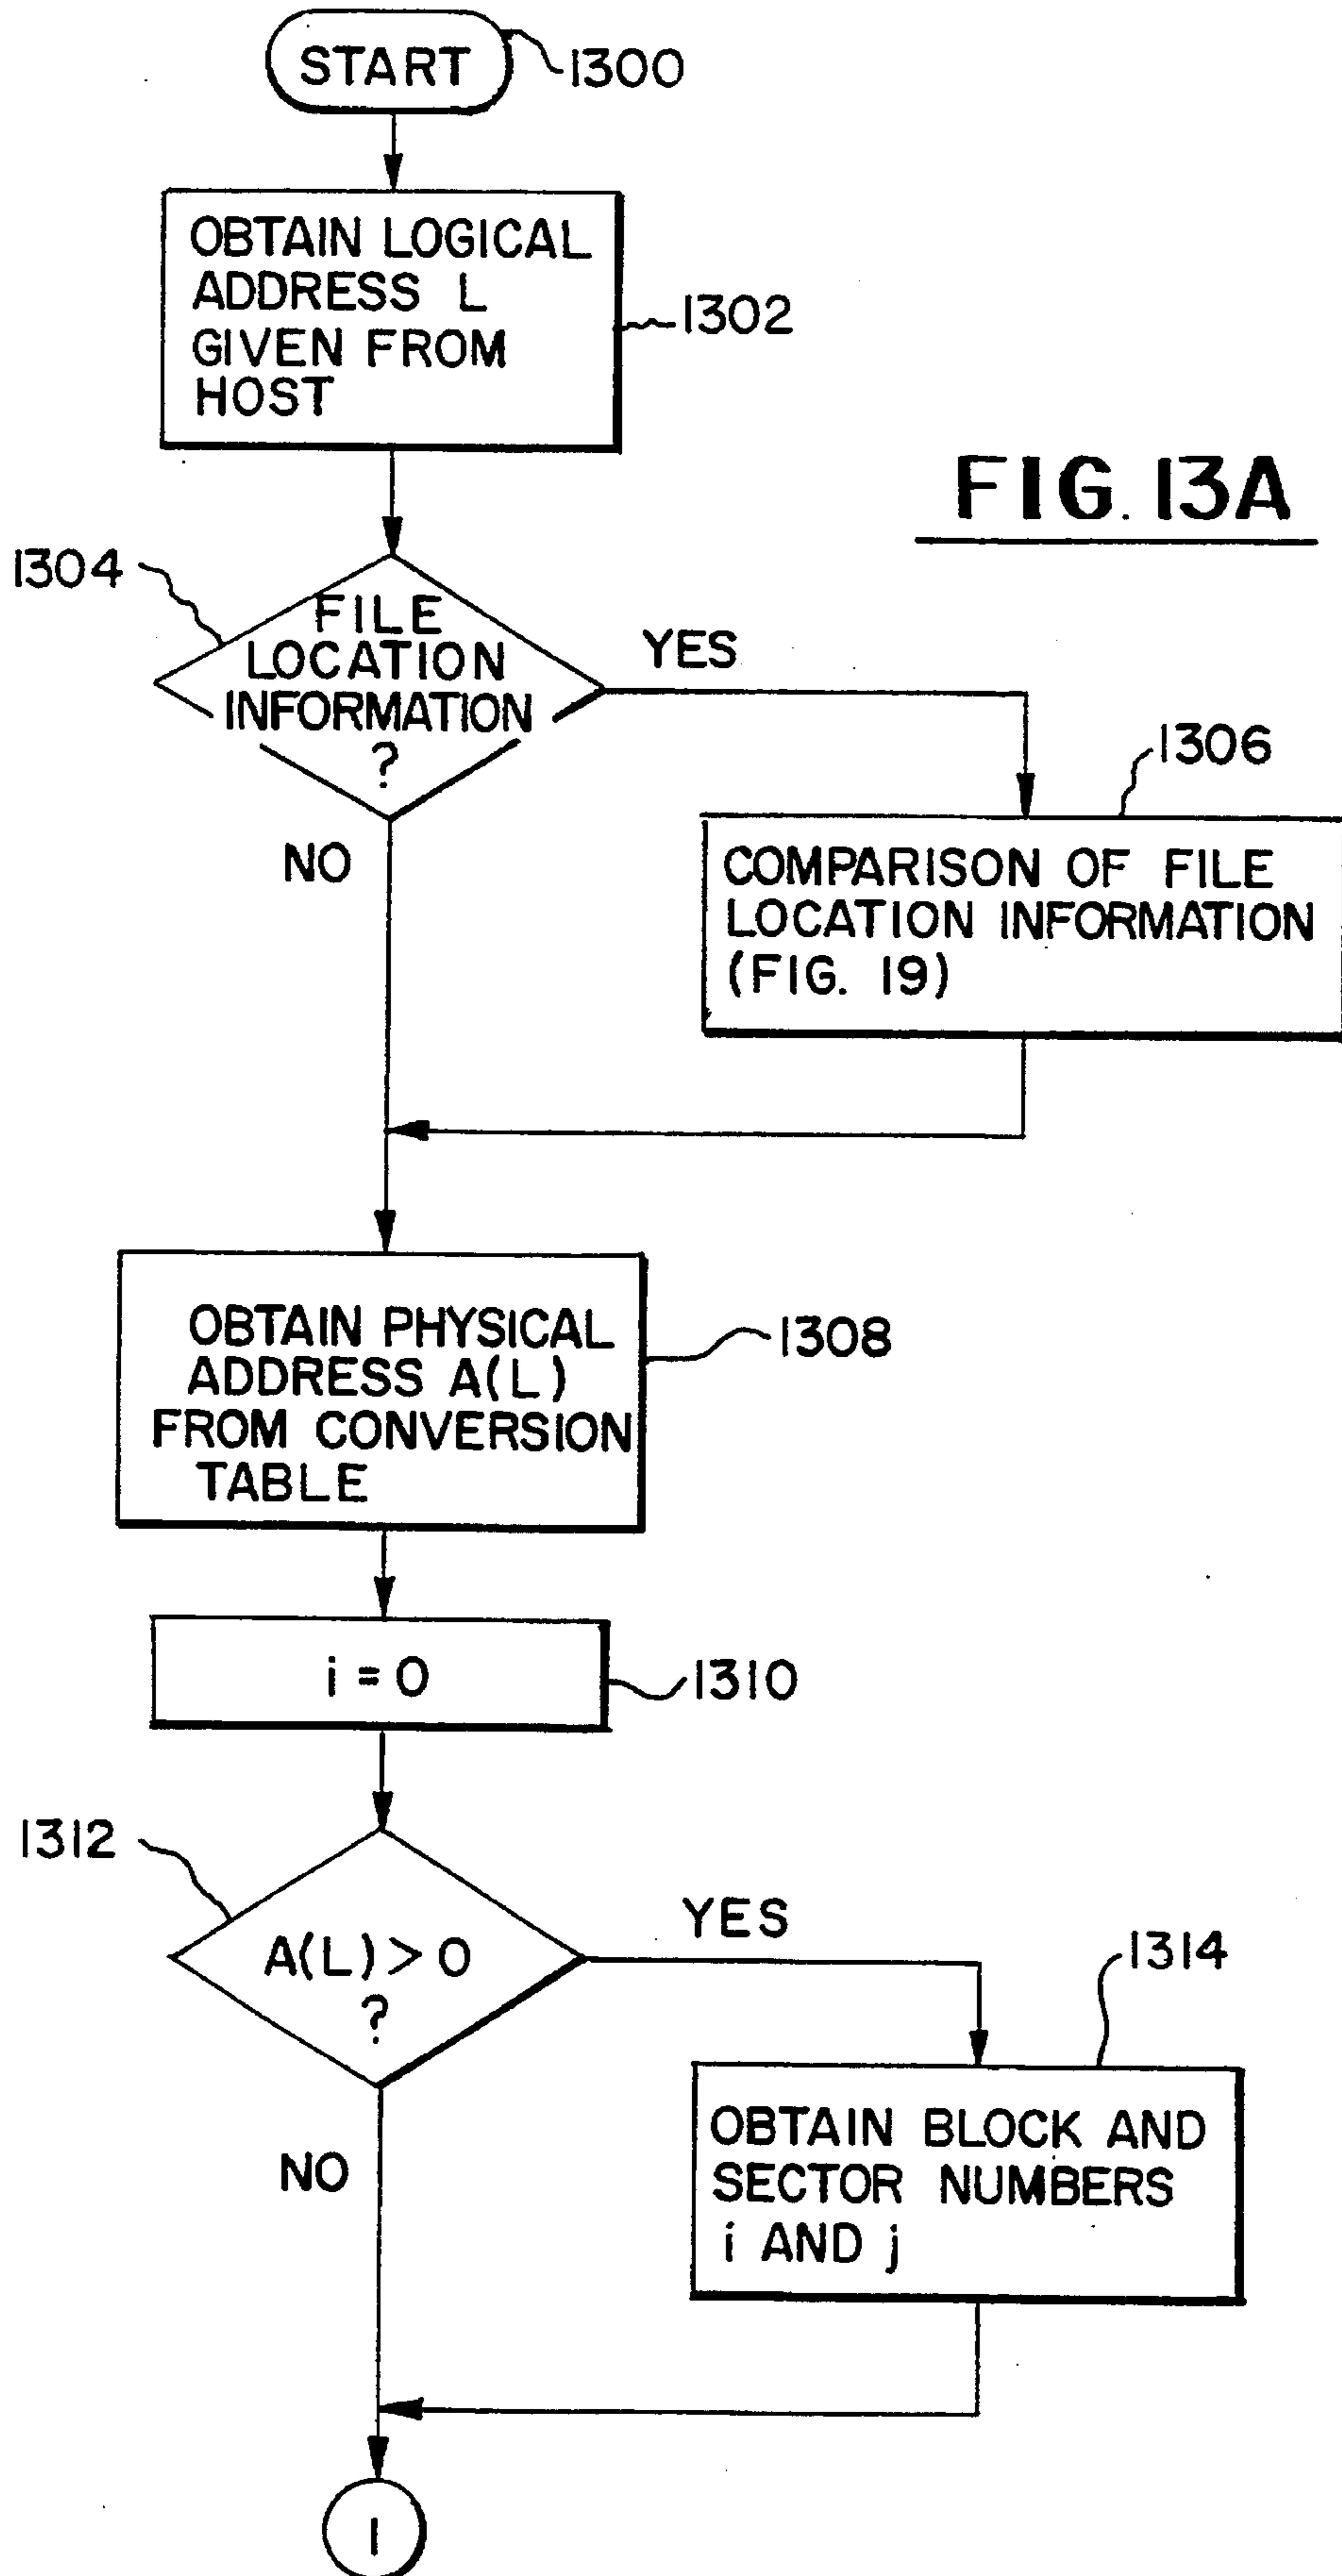 START
1300
OBTAIN LOGICAL
ADDRESS L
GIVEN FROM
HOST
1302
FIG. 13A
1304
FILE
LOCATION
INFORMATION
?
YES
NO
1306
COMPARISON OF FILE
LOCATION INFORMATION
(FIG. 19)
OBTAIN PHYSICAL
ADDRESS A(L)
FROM CONVERSION
TABLE
1308
i = 0
1310
1312
A(L) > 0
?
YES
NO
1314
OBTAIN BLOCK AND
SECTOR NUMBERS
i AND j
1